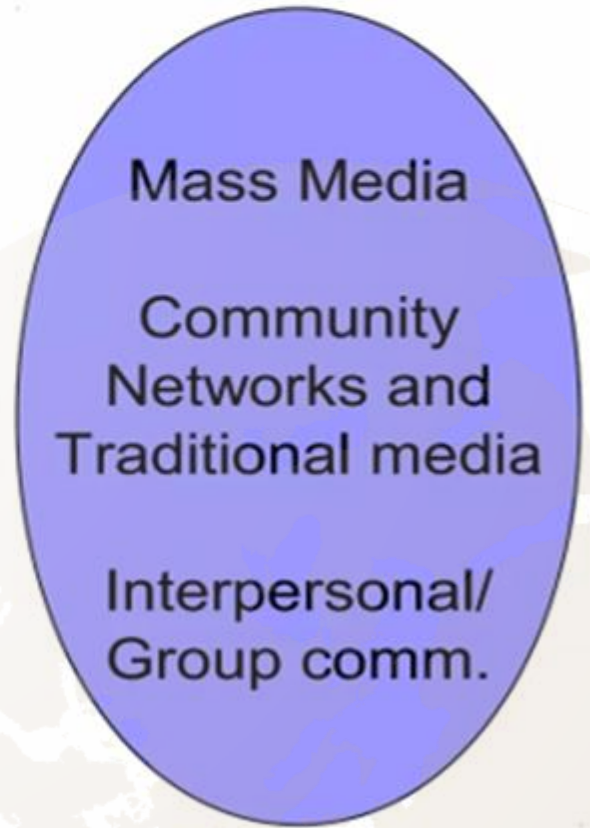 Mass Media
Community
Networks and
Traditional media
Interpersonal/
Group comm.